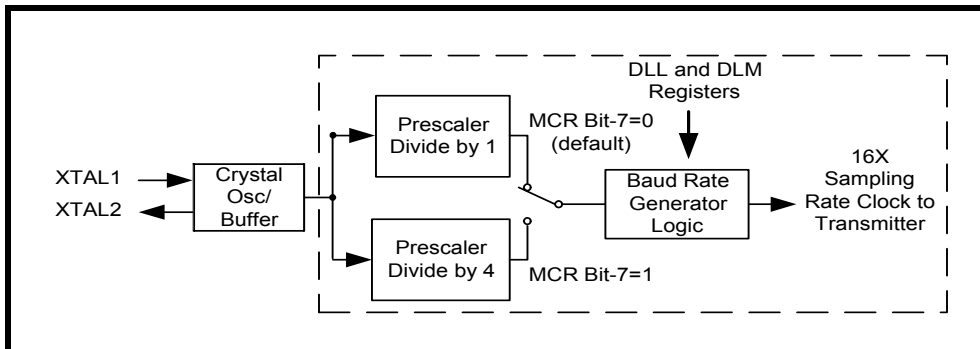 DLL and DLM
Registers
Prescaler
Divide by 1
MCR Bit-7=0
(default)
XTAL1
XTAL2
Crystal
Osc/
Buffer
Baud Rate
Generator
Logic
16X
Sampling
Rate Clock to
Transmitter
Prescaler
Divide by 4
MCR Bit-7=1